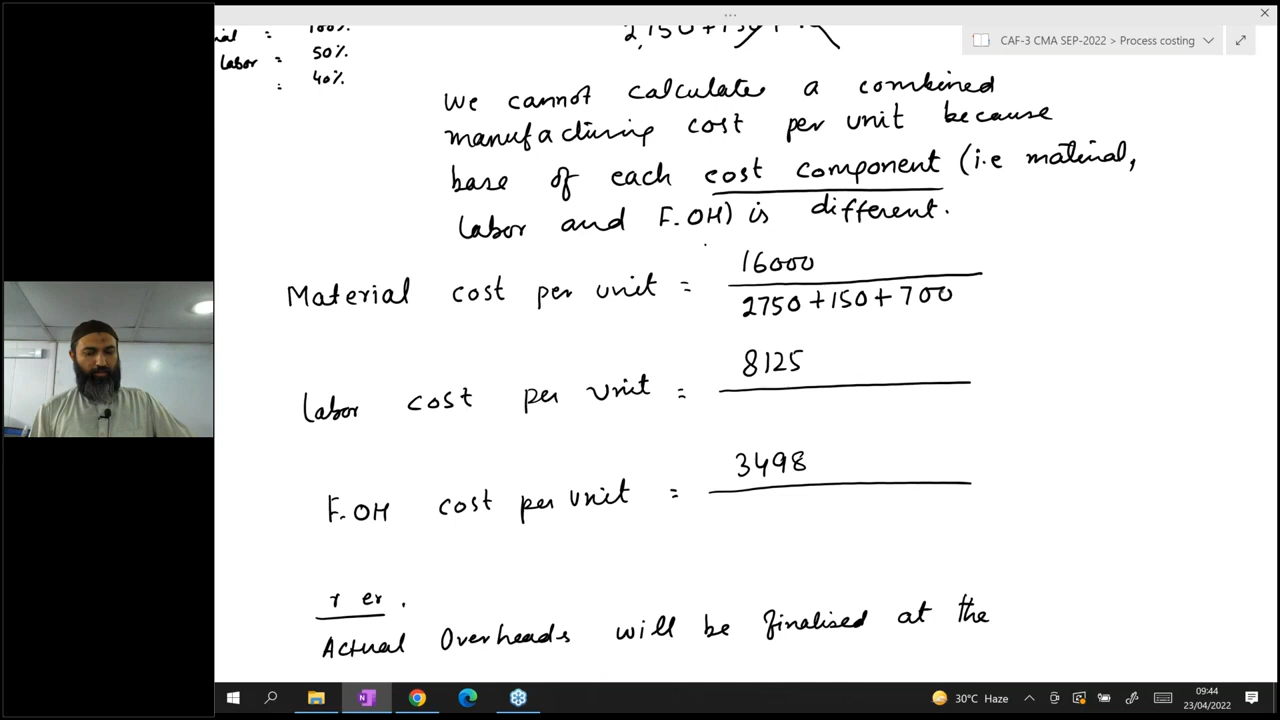 CAF-3 CMA SEP-2022 > Process costing
100%
labor = 50%
: 40%
we cannot calculate a combined
manufacturing cost per unit because
base of each cost component (i.e material,
labor and F.OH) is different.
Material cost per unit = 16000
2750+150+700
labor cost per unit = 8125
F.OH cost per unit = 3498
Actual Overheads will be finalised at the
30°C Haze
09:44
23/04/2022